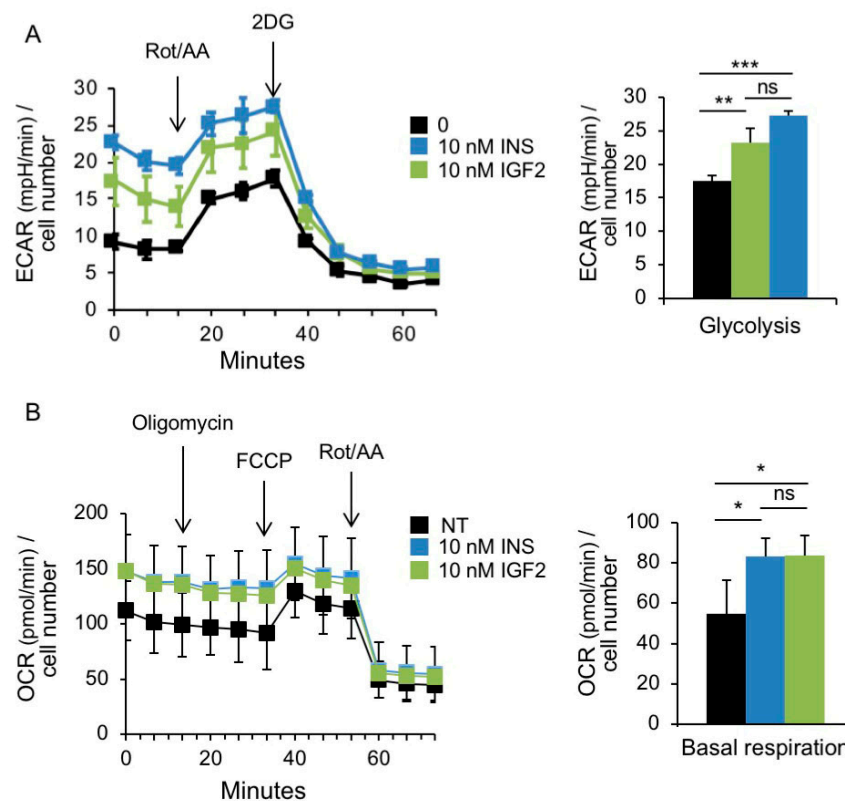 A
Rot/AA
2DG
ECAR (mpH/min) /
cell number
30
25
20
15
10
5
0
0
20
40
60
Minutes
0
10 nM INS
10 nM IGF2
ECAR (mpH/min) /
cell number
30
25
20
15
10
5
0
***
**
ns
Glycolysis
B
Oligomycin
FCCP
Rot/AA
OCR (pmol/min) /
cell number
200
150
100
50
0
0
20
40
60
Minutes
NT
10 nM INS
10 nM IGF2
OCR (pmol/min) /
cell number
100
80
60
40
20
0
*
*
ns
Basal respiration